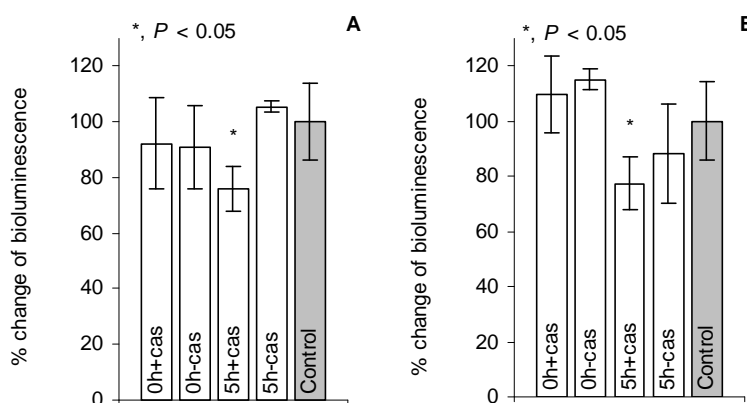 *, P < 0.05
A
% change of bioluminescence
120
100
80
60
40
20
0
*
0h+cas
0h-cas
5h+cas
5h-cas
Control
*, P < 0.05
B
% change of bioluminescence
120
100
80
60
40
20
0
*
0h+cas
0h-cas
5h+cas
5h-cas
Control